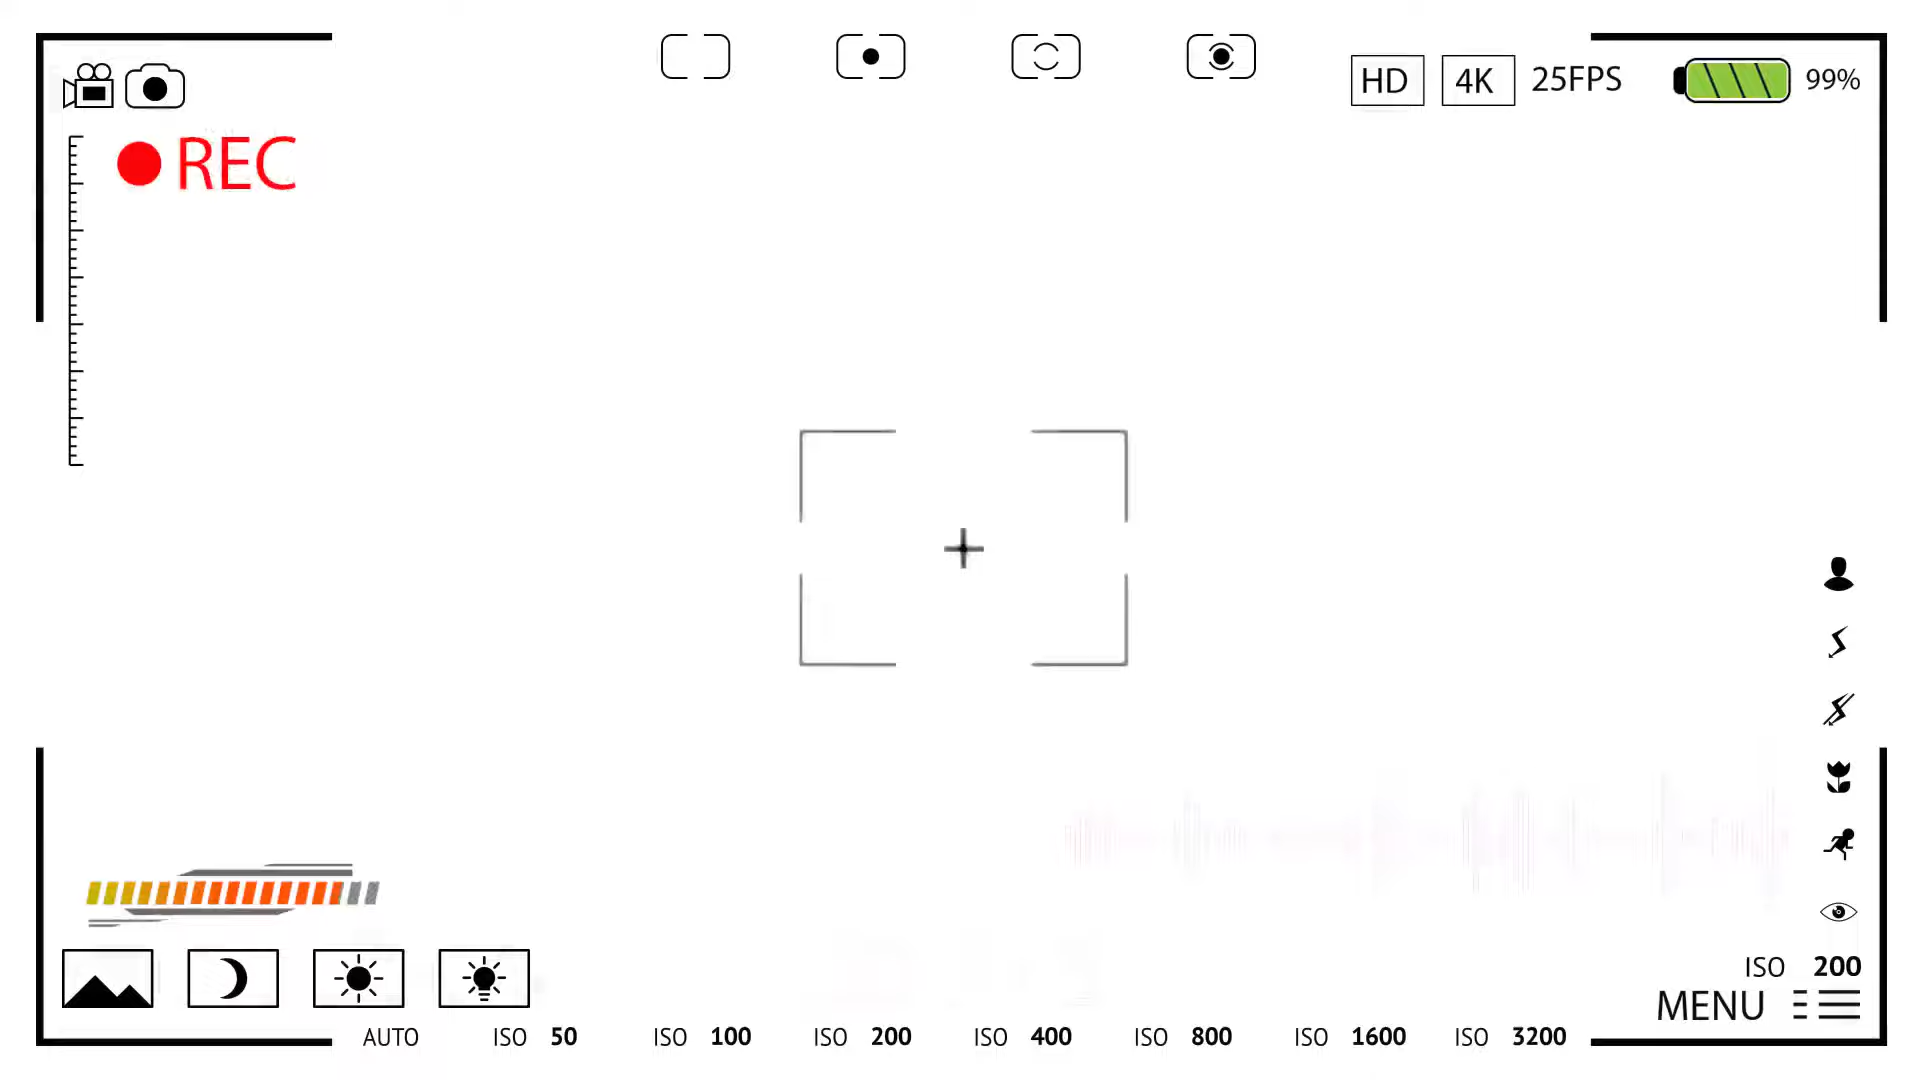 HD 4K 25FPS 99%
REC
ISO 200
MENU
AUTO ISO 50 ISO 100 ISO 200 ISO 400 ISO 800 ISO 1600 ISO 3200